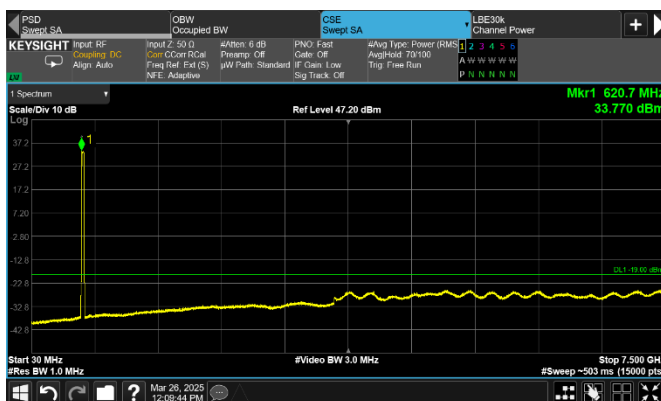 PSD
Swept SA
OBW
Occupied BW
CSE
Swept SA
LBE30k
Channel Power
+
KEYSIGHT
Input: RF
Coupling: DC
Align: Auto
Input Z: 50 Ω
Corr CCorr RCal
Freq Ref: Ext (S)
NFE: Adaptive
#Atten: 6 dB
Preamp: Off
µW Path: Standard
PNO: Fast
Gate: Off
IF Gain: Low
Sig Track: Off
#Avg Type: Power (RMS
Avg|Hold: 70/100
Trig: Free Run
1 2 3 4 5 6
A W W W W W
P N N N N N
LU
1 Spectrum
Scale/Div 10 dB
Ref Level 47.20 dBm
Mkr1 620.7 MHz
33.770 dBm
Log
1
37.2
27.2
17.2
7.20
-2.80
-12.8
-22.8
-32.8
-42.8
DL1 -19.00 dBm
Start 30 MHz
#Res BW 1.0 MHz
#Video BW 3.0 MHz
Stop 7.500 GH
#Sweep ~503 ms (15000 pts
?
Mar 26, 2025
12:09:44 PM